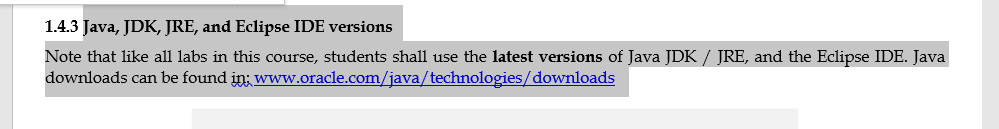 1.4.3 Java, JDK, JRE, and Eclipse IDE versions
Note that like all labs in this course, students shall use the latest versions of Java JDK / JRE, and the Eclipse IDE. Java
downloads can be found in: www.oracle.com/java/technologies/downloads